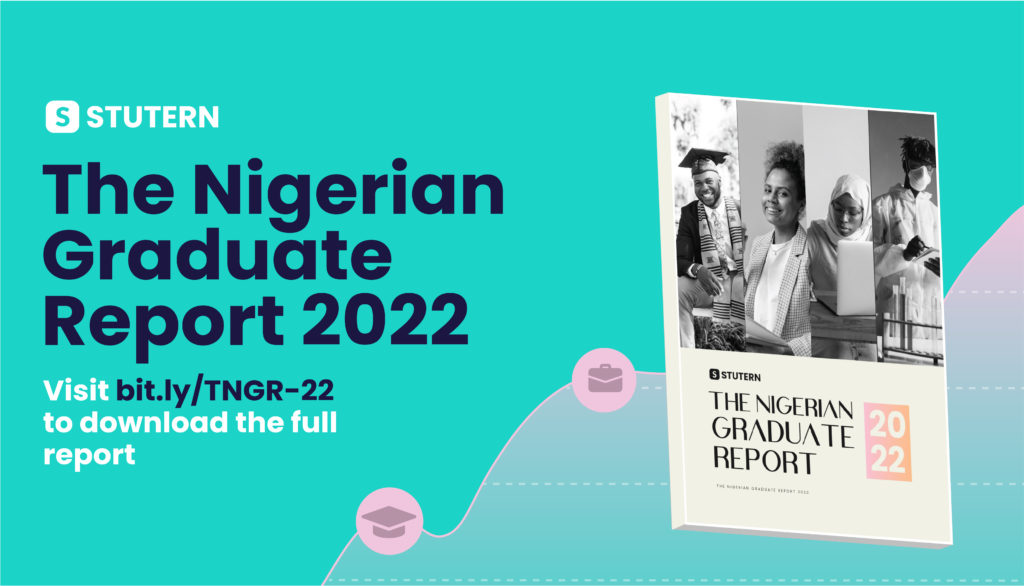 S STUTERN
The Nigerian
Graduate
Report 2022
Visit bit.ly/TNGR-22
to download the full
report
S STUTERN
THE NIGERIAN
GRADUATE
REPORT
20
22
THE NIGERIAN GRADUATE REPORT 2022